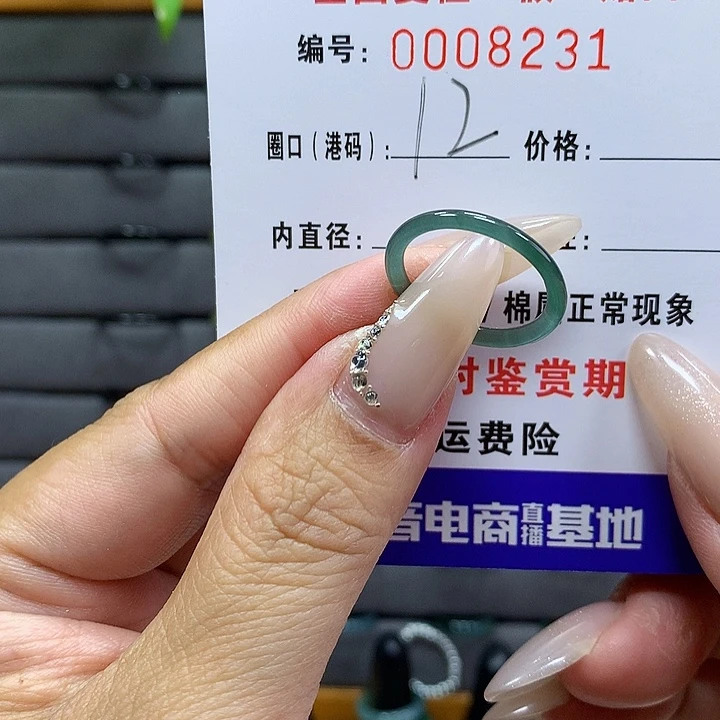 编号: 0008231
圈口(港码): 12 价格:
内直径:
棉 正常现象
时鉴赏期
运费险
音电商直播基地